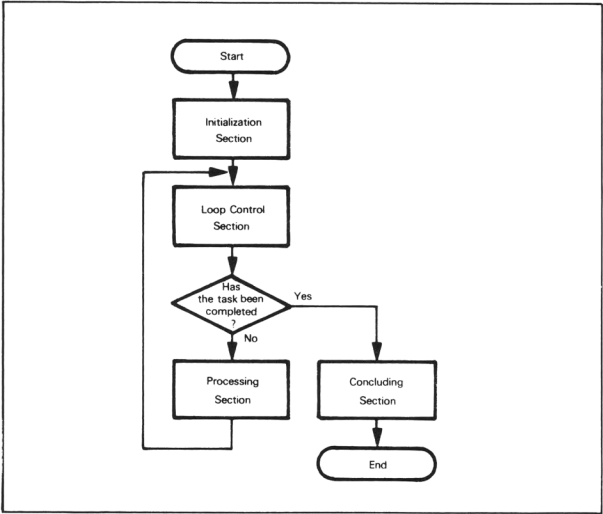 Start
Initialization
Section
Loop Control
Section
Has
the task been
completed
?
Yes
No
Processing
Section
Concluding
Section
End